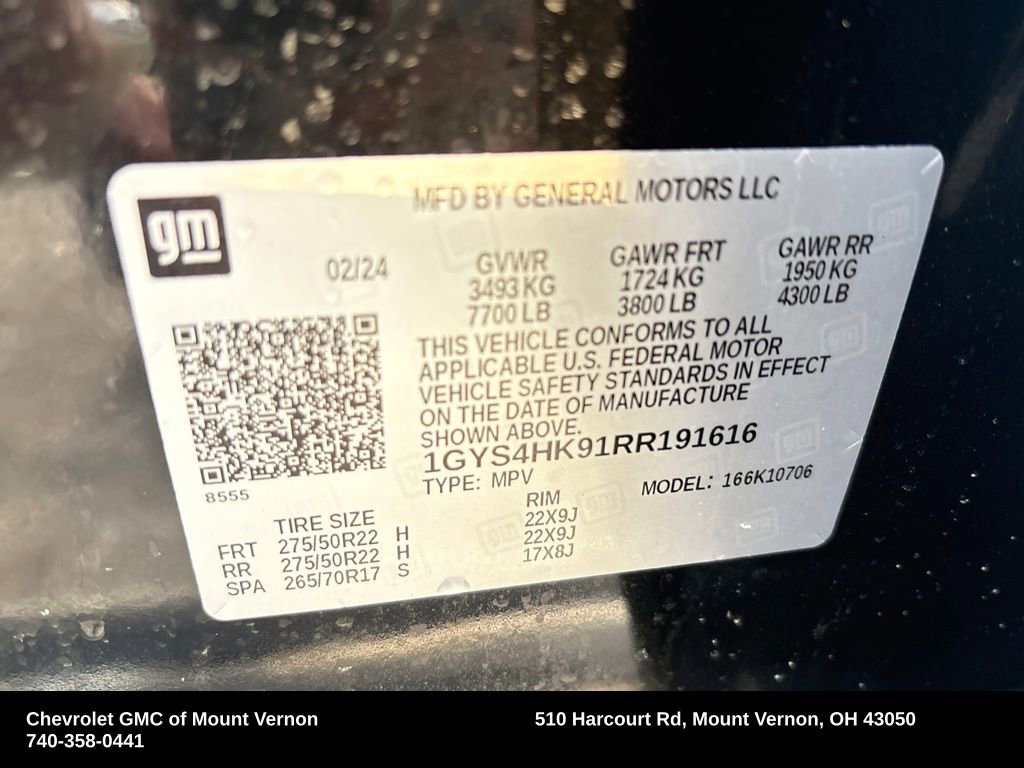 gm
MFD BY GENERAL MOTORS LLC
02/24
GVWR GAWR FRT GAWR RR
3493 KG 1724 KG 1950 KG
7700 LB 3800 LB 4300 LB
THIS VEHICLE CONFORMS TO ALL
APPLICABLE U.S. FEDERAL MOTOR
VEHICLE SAFETY STANDARDS IN EFFECT
ON THE DATE OF MANUFACTURE
SHOWN ABOVE.
1GYS4HK91RR191616
8555
TYPE: MPV MODEL: 166K10706
TIRE SIZE RIM
FRT 275/50R22 H 22X9J
RR 275/50R22 H 22X9J
SPA 265/70R17 S 17X8J
Chevrolet GMC of Mount Vernon 510 Harcourt Rd, Mount Vernon, OH 43050
740-358-0441